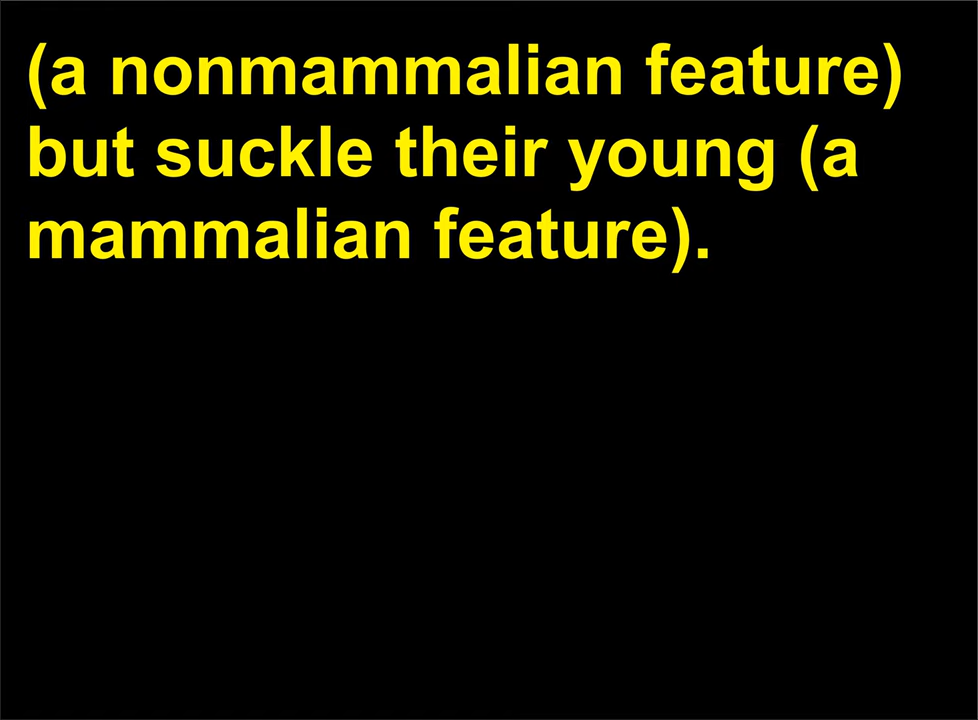 (a nonmammalian feature)
but suckle their young (a
mammalian feature).